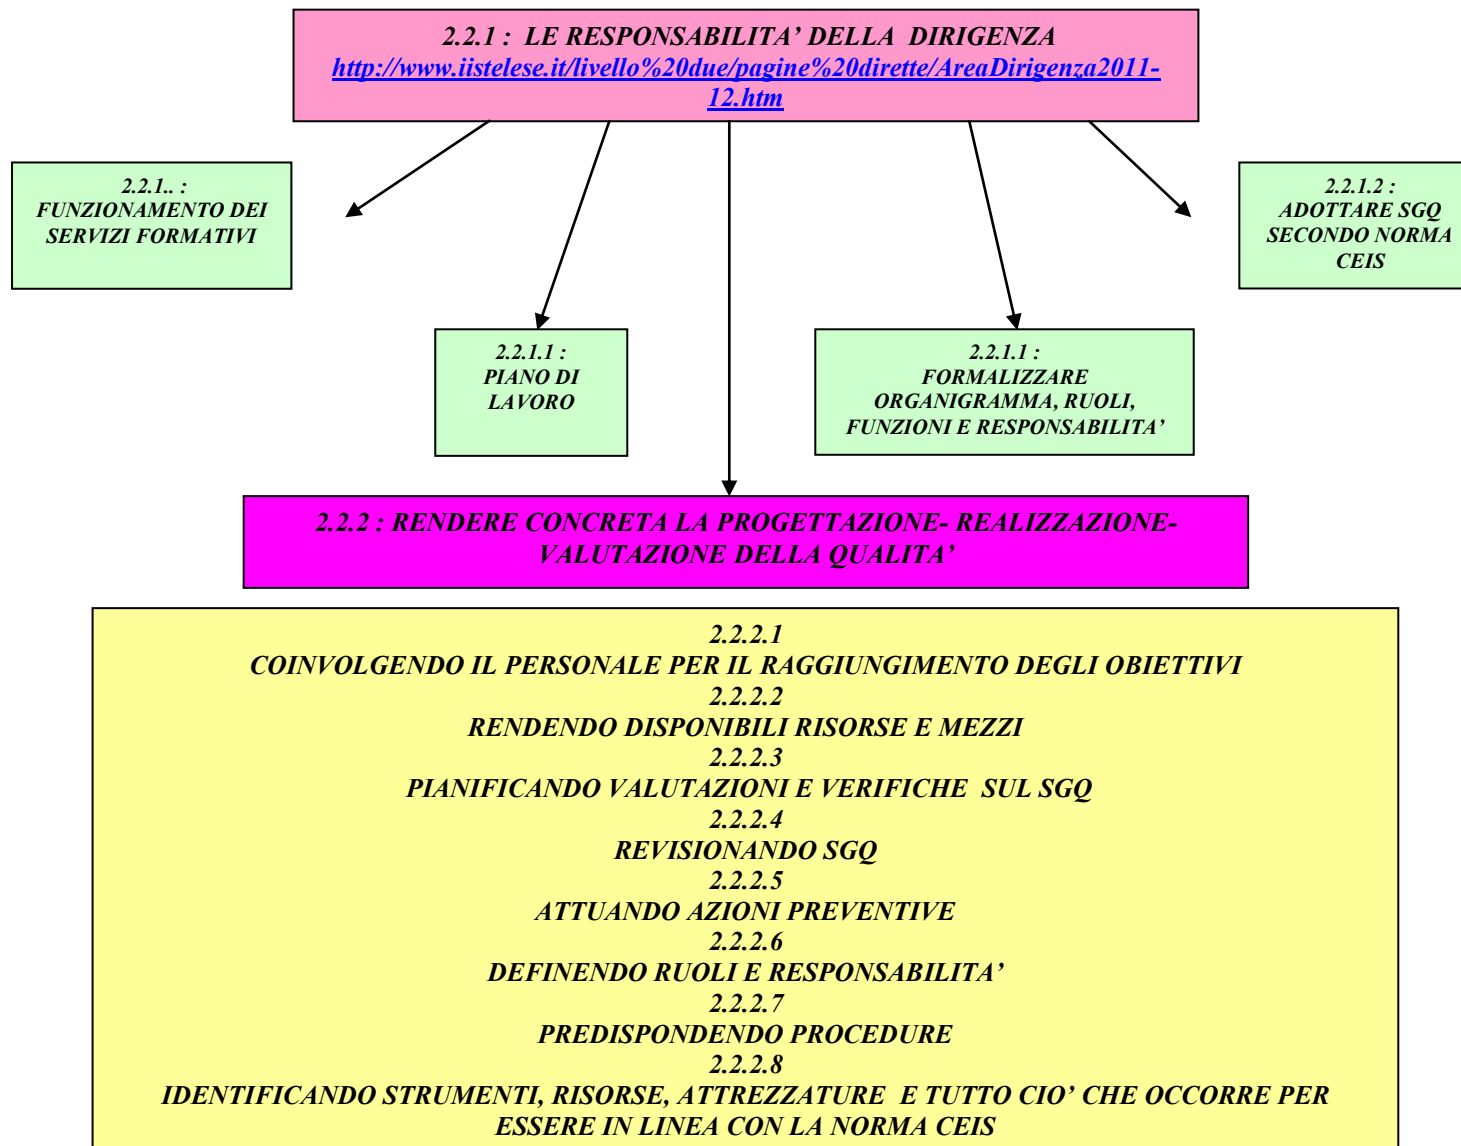 2.2.1 : LE RESPONSABILITA’ DELLA DIRIGENZA
http://www.iistelese.it/livello%20due/pagine%20dirette/AreaDirigenza2011-
12.htm
2.2.1.. :
FUNZIONAMENTO DEI
SERVIZI FORMATIVI
2.2.1.2 :
ADOTTARE SGQ
SECONDO NORMA
CEIS
2.2.1.1 :
PIANO DI
LAVORO
2.2.1.1 :
FORMALIZZARE
ORGANIGRAMMA, RUOLI,
FUNZIONI E RESPONSABILITA’
2.2.2 : RENDERE CONCRETA LA PROGETTAZIONE- REALIZZAZIONE-
VALUTAZIONE DELLA QUALITA’
2.2.2.1
COINVOLGENDO IL PERSONALE PER IL RAGGIUNGIMENTO DEGLI OBIETTIVI
2.2.2.2
RENDENDO DISPONIBILI RISORSE E MEZZI
2.2.2.3
PIANIFICANDO VALUTAZIONI E VERIFICHE SUL SGQ
2.2.2.4
REVISIONANDO SGQ
2.2.2.5
ATTUANDO AZIONI PREVENTIVE
2.2.2.6
DEFINENDO RUOLI E RESPONSABILITA’
2.2.2.7
PREDISPONDENDO PROCEDURE
2.2.2.8
IDENTIFICANDO STRUMENTI, RISORSE, ATTREZZATURE E TUTTO CIO’ CHE OCCORRE PER
ESSERE IN LINEA CON LA NORMA CEIS